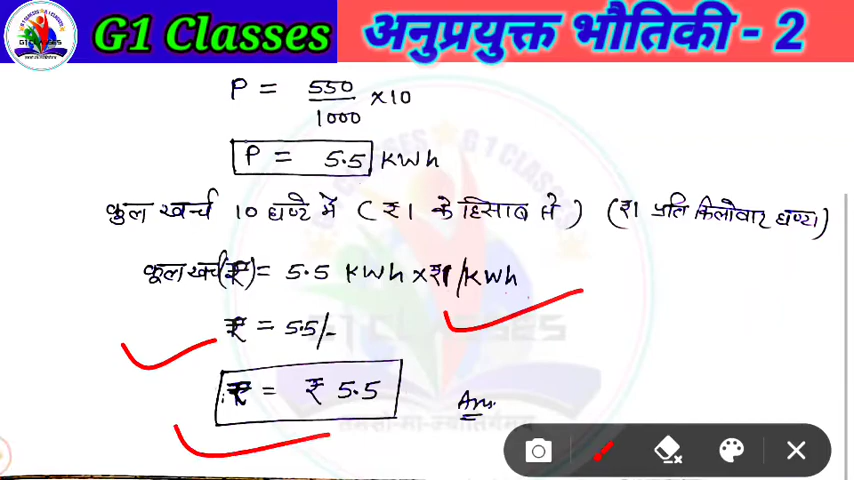 G1 Classes अनुप्रयुक्त भौतिकी - 2
P = 550/1000 ×10
P = 5.5 KWh
कुल खर्च 10 घण्टे में (₹1 के हिसाब से) (₹1 प्रति किलोवाट घण्टा)
कुल खर्च(₹) = 5.5 KWh × ₹1/KWh
₹ = 5.5/-
₹ = ₹ 5.5
Ans.